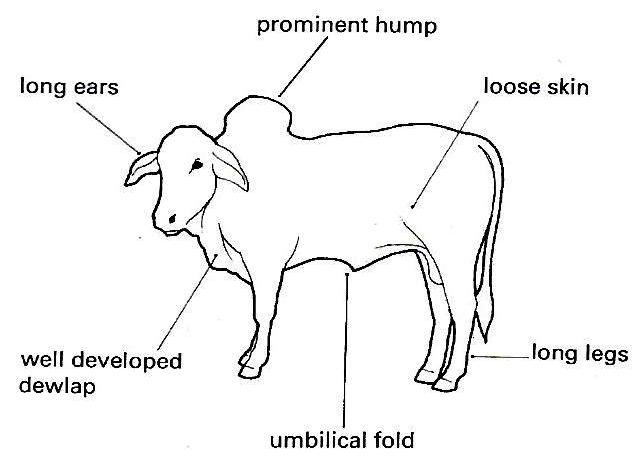 prominent hump
long ears
loose skin
well developed
dewlap
long legs
umbilical fold